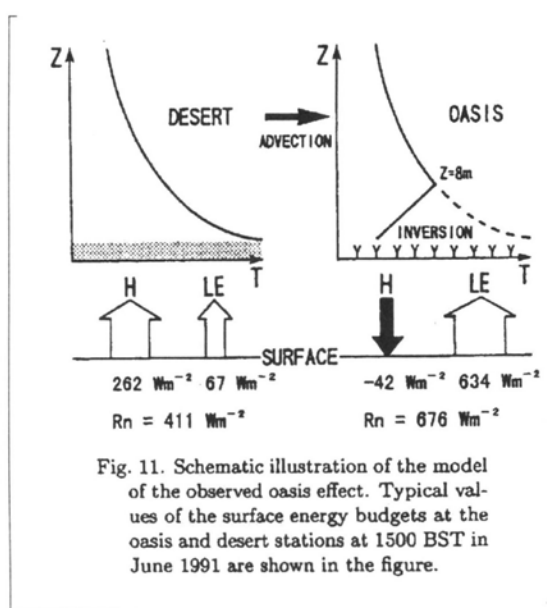 Z
DESERT
ADVECTION
T
Z
OASIS
Z=8m
INVERSION
Y Y Y Y Y Y Y Y Y
T
H LE
H LE
SURFACE
262 Wm⁻² 67 Wm⁻²
Rn = 411 Wm⁻²
-42 Wm⁻² 634 Wm⁻²
Rn = 676 Wm⁻²
Fig. 11. Schematic illustration of the model
of the observed oasis effect. Typical val-
ues of the surface energy budgets at the
oasis and desert stations at 1500 BST in
June 1991 are shown in the figure.